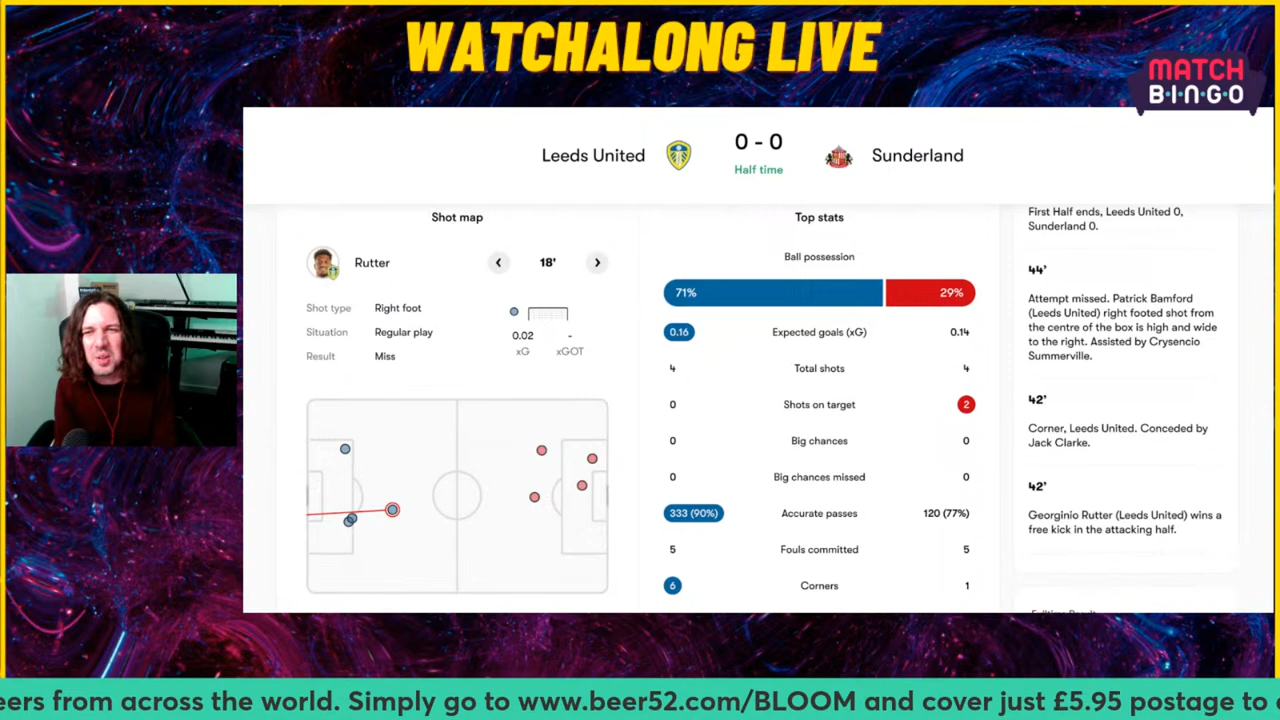 WATCHALONG LIVE
MATCH
B·I·N·G·O
Leeds United
0 - 0
Half time
Sunderland
Shot map
Rutter
18'
Shot type Right foot
Situation Regular play
Result Miss
0.02 -
xG xGOT
Top stats
Ball possession
71% 29%
0.16 Expected goals (xG) 0.14
4 Total shots 4
0 Shots on target 2
0 Big chances 0
0 Big chances missed 0
333 (90%) Accurate passes 120 (77%)
5 Fouls committed 5
6 Corners 1
First Half ends, Leeds United 0,
Sunderland 0.
44'
Attempt missed. Patrick Bamford
(Leeds United) right footed shot from
the centre of the box is high and wide
to the right. Assisted by Crysencio
Summerville.
42'
Corner, Leeds United. Conceded by
Jack Clarke.
42'
Georginio Rutter (Leeds United) wins a
free kick in the attacking half.
eers from across the world. Simply go to www.beer52.com/BLOOM and cover just £5.95 postage to